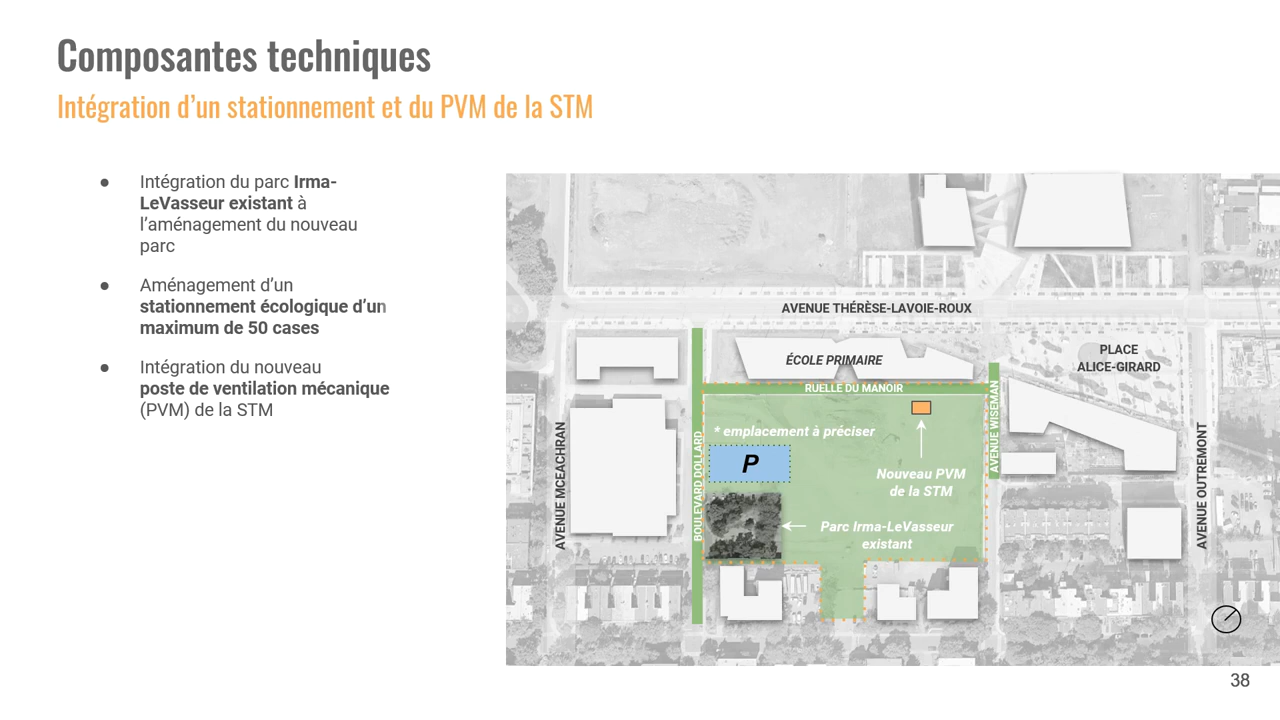 Composantes techniques
Intégration d’un stationnement et du PVM de la STM
● Intégration du parc Irma-
LeVasseur existant à
l’aménagement du nouveau
parc
● Aménagement d’un
stationnement écologique d’un
maximum de 50 cases
● Intégration du nouveau
poste de ventilation mécanique
(PVM) de la STM
AVENUE THÉRÈSE-LAVOIE-ROUX
ÉCOLE PRIMAIRE
PLACE
ALICE-GIRARD
RUELLE DU MANOIR
AVENUE WISEMAN
* emplacement à préciser
P
BOULEVARD DOLLARD
AVENUE MCEACHRAN
AVENUE OUTREMONT
Nouveau PVM
de la STM
Parc Irma-LeVasseur
existant
38